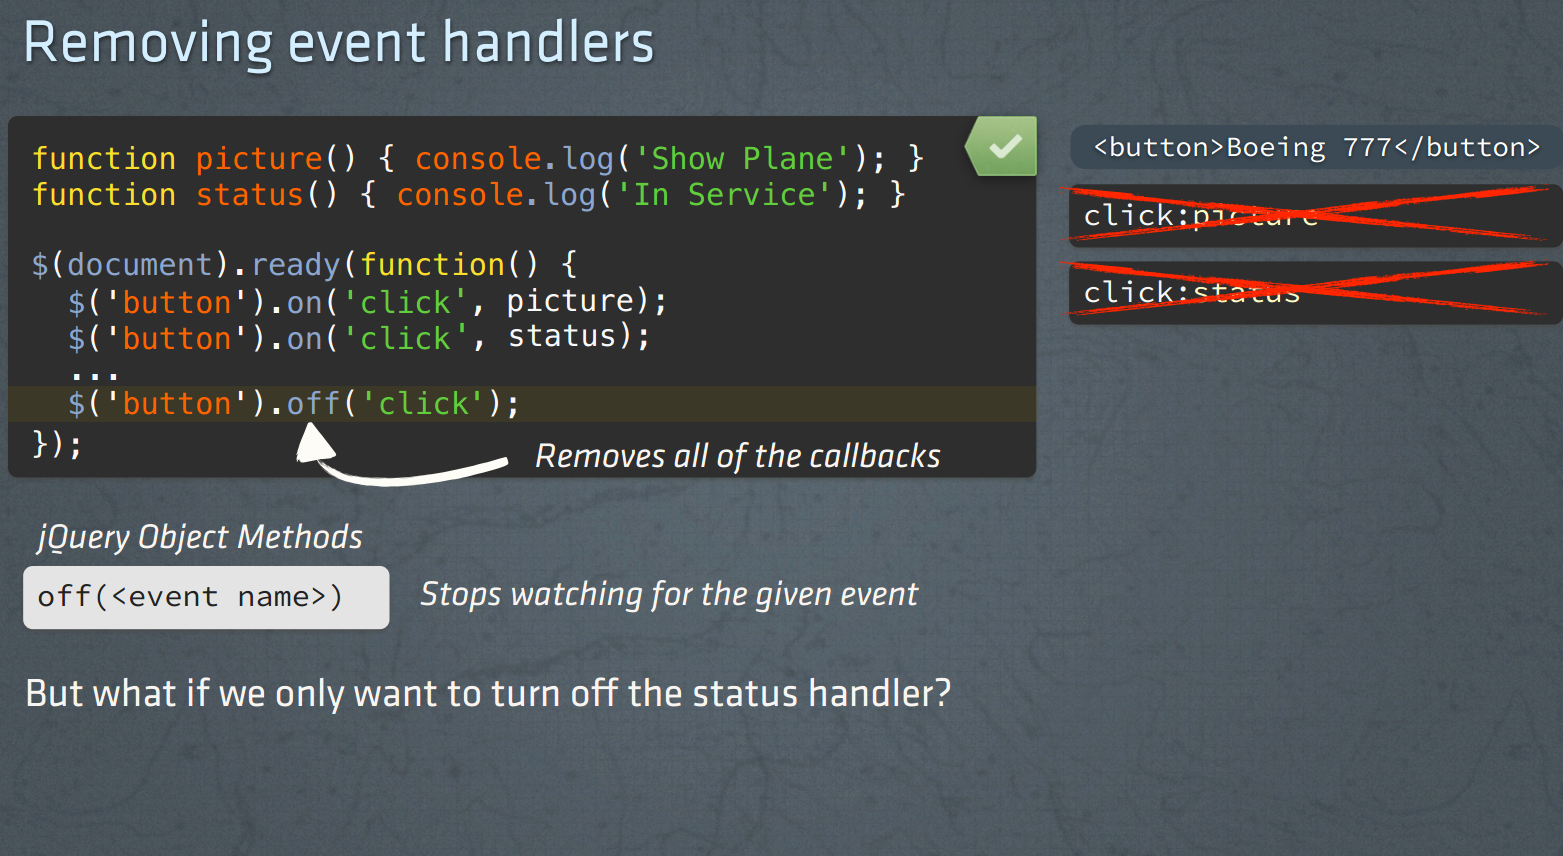 Removing event handlers
function picture() { console.log('Show Plane'); }
function status() { console.log('In Service'); }
$(document).ready(function() {
  $('button').on('click', picture);
  $('button').on('click', status);
  ...
  $('button').off('click');
});
Removes all of the callbacks
<button>Boeing 777</button>
click:picture
click:status
jQuery Object Methods
off(<event name>)
Stops watching for the given event
But what if we only want to turn off the status handler?